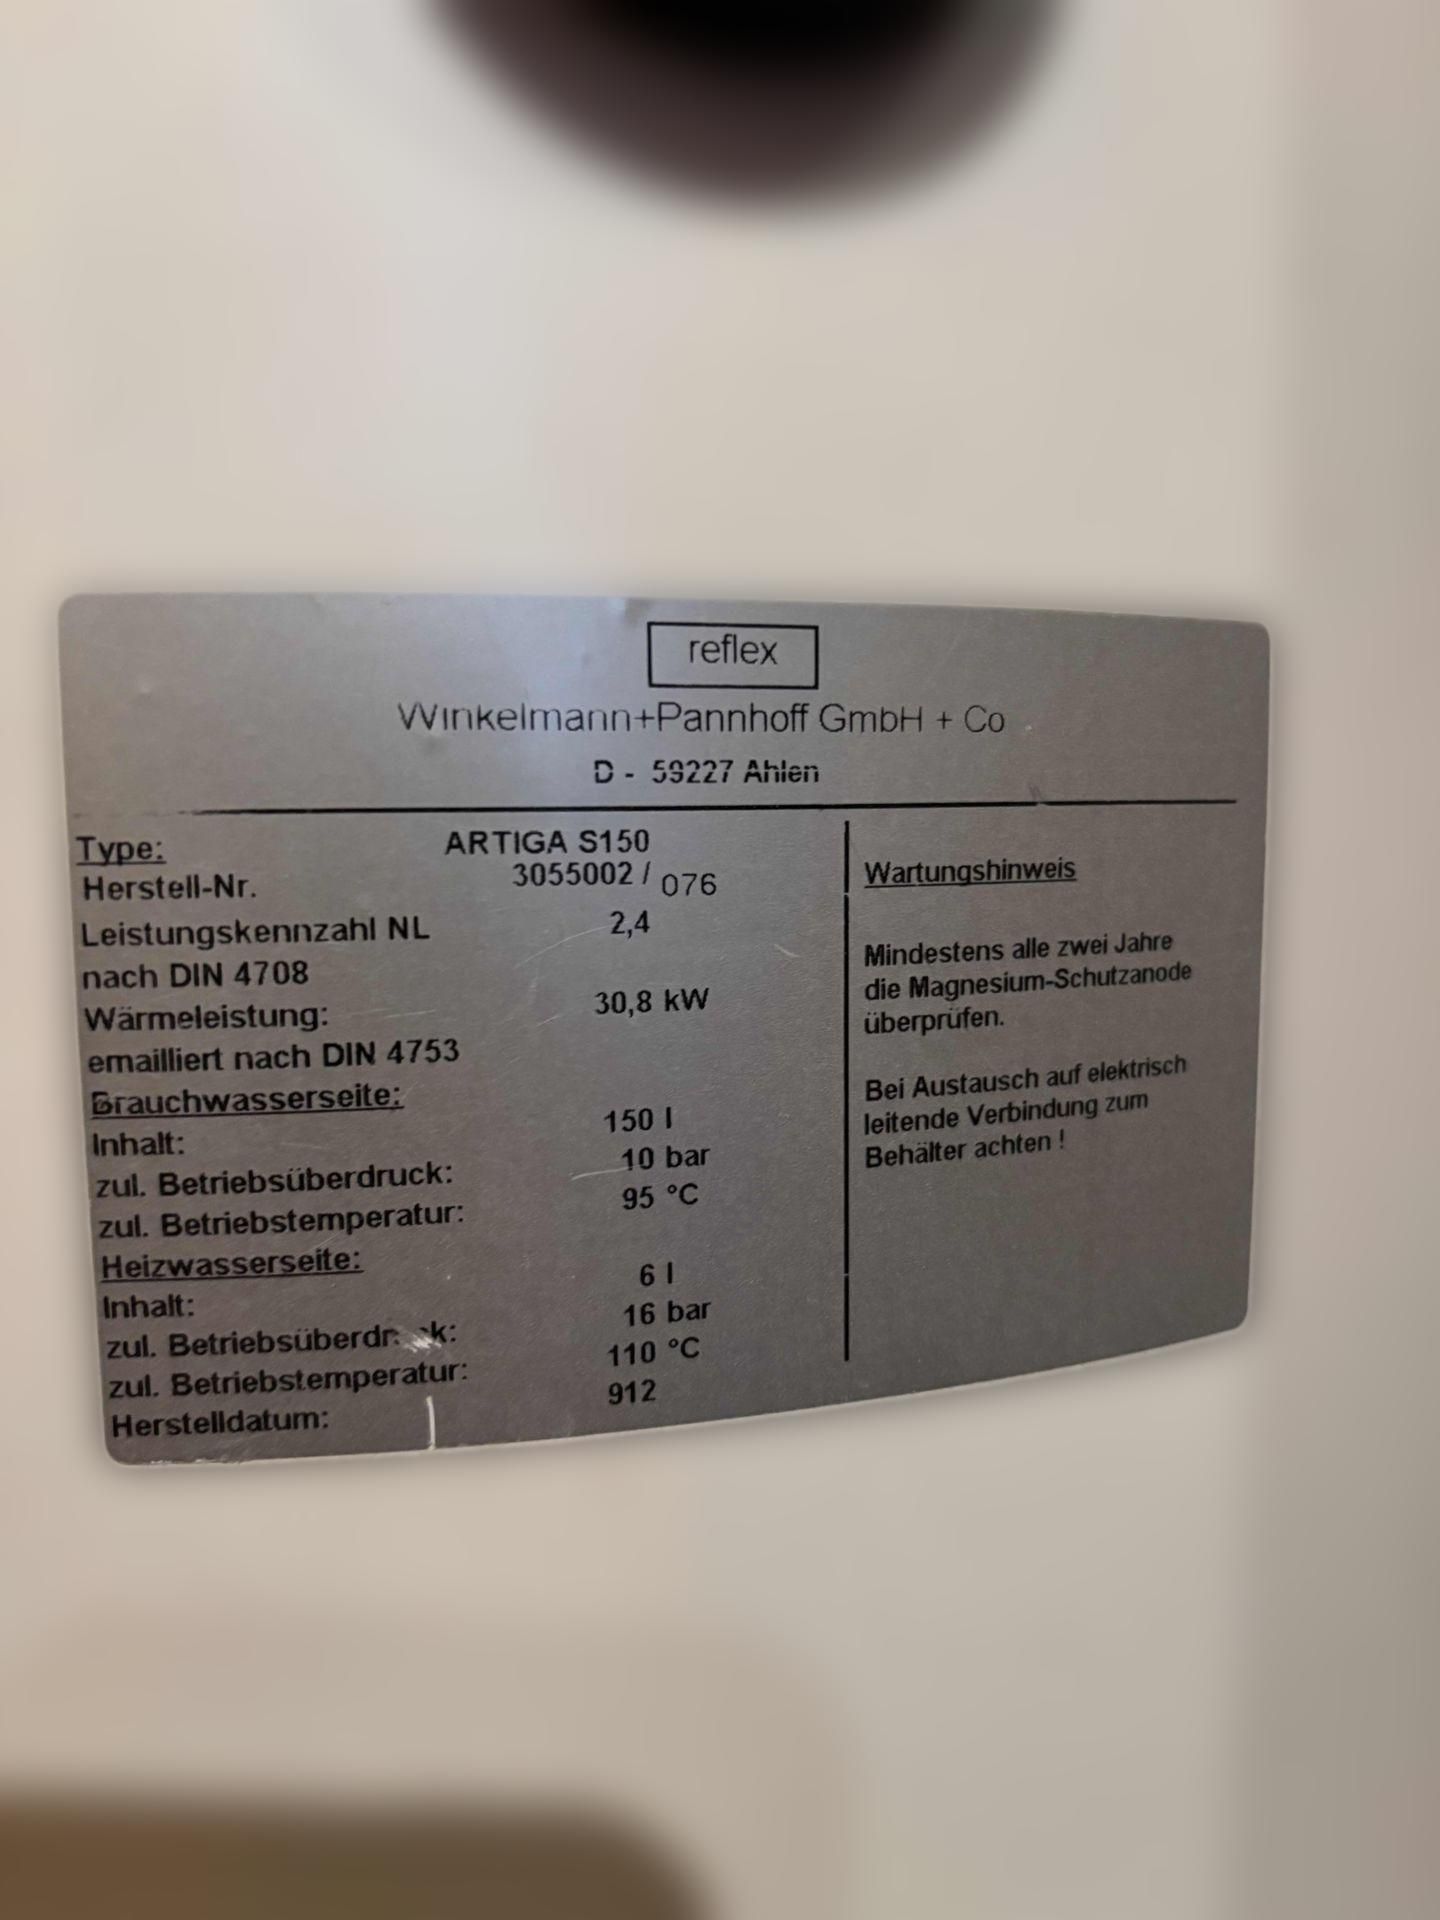 reflex
Winkelmann+Pannhoff GmbH + Co
D - 59227 Ahlen
Type: ARTIGA S150
Herstell-Nr. 3055002 / 076
Leistungskennzahl NL 2,4
nach DIN 4708
Wärmeleistung: 30,8 kW
emailliert nach DIN 4753
Brauchwasserseite:
Inhalt: 150 l
zul. Betriebsüberdruck: 10 bar
zul. Betriebstemperatur: 95 °C
Heizwasserseite:
Inhalt: 6 l
zul. Betriebsüberdruck: 16 bar
zul. Betriebstemperatur: 110 °C
Herstelldatum: 912
Wartungshinweis
Mindestens alle zwei Jahre
die Magnesium-Schutzanode
überprüfen.
Bei Austausch auf elektrisch
leitende Verbindung zum
Behälter achten !